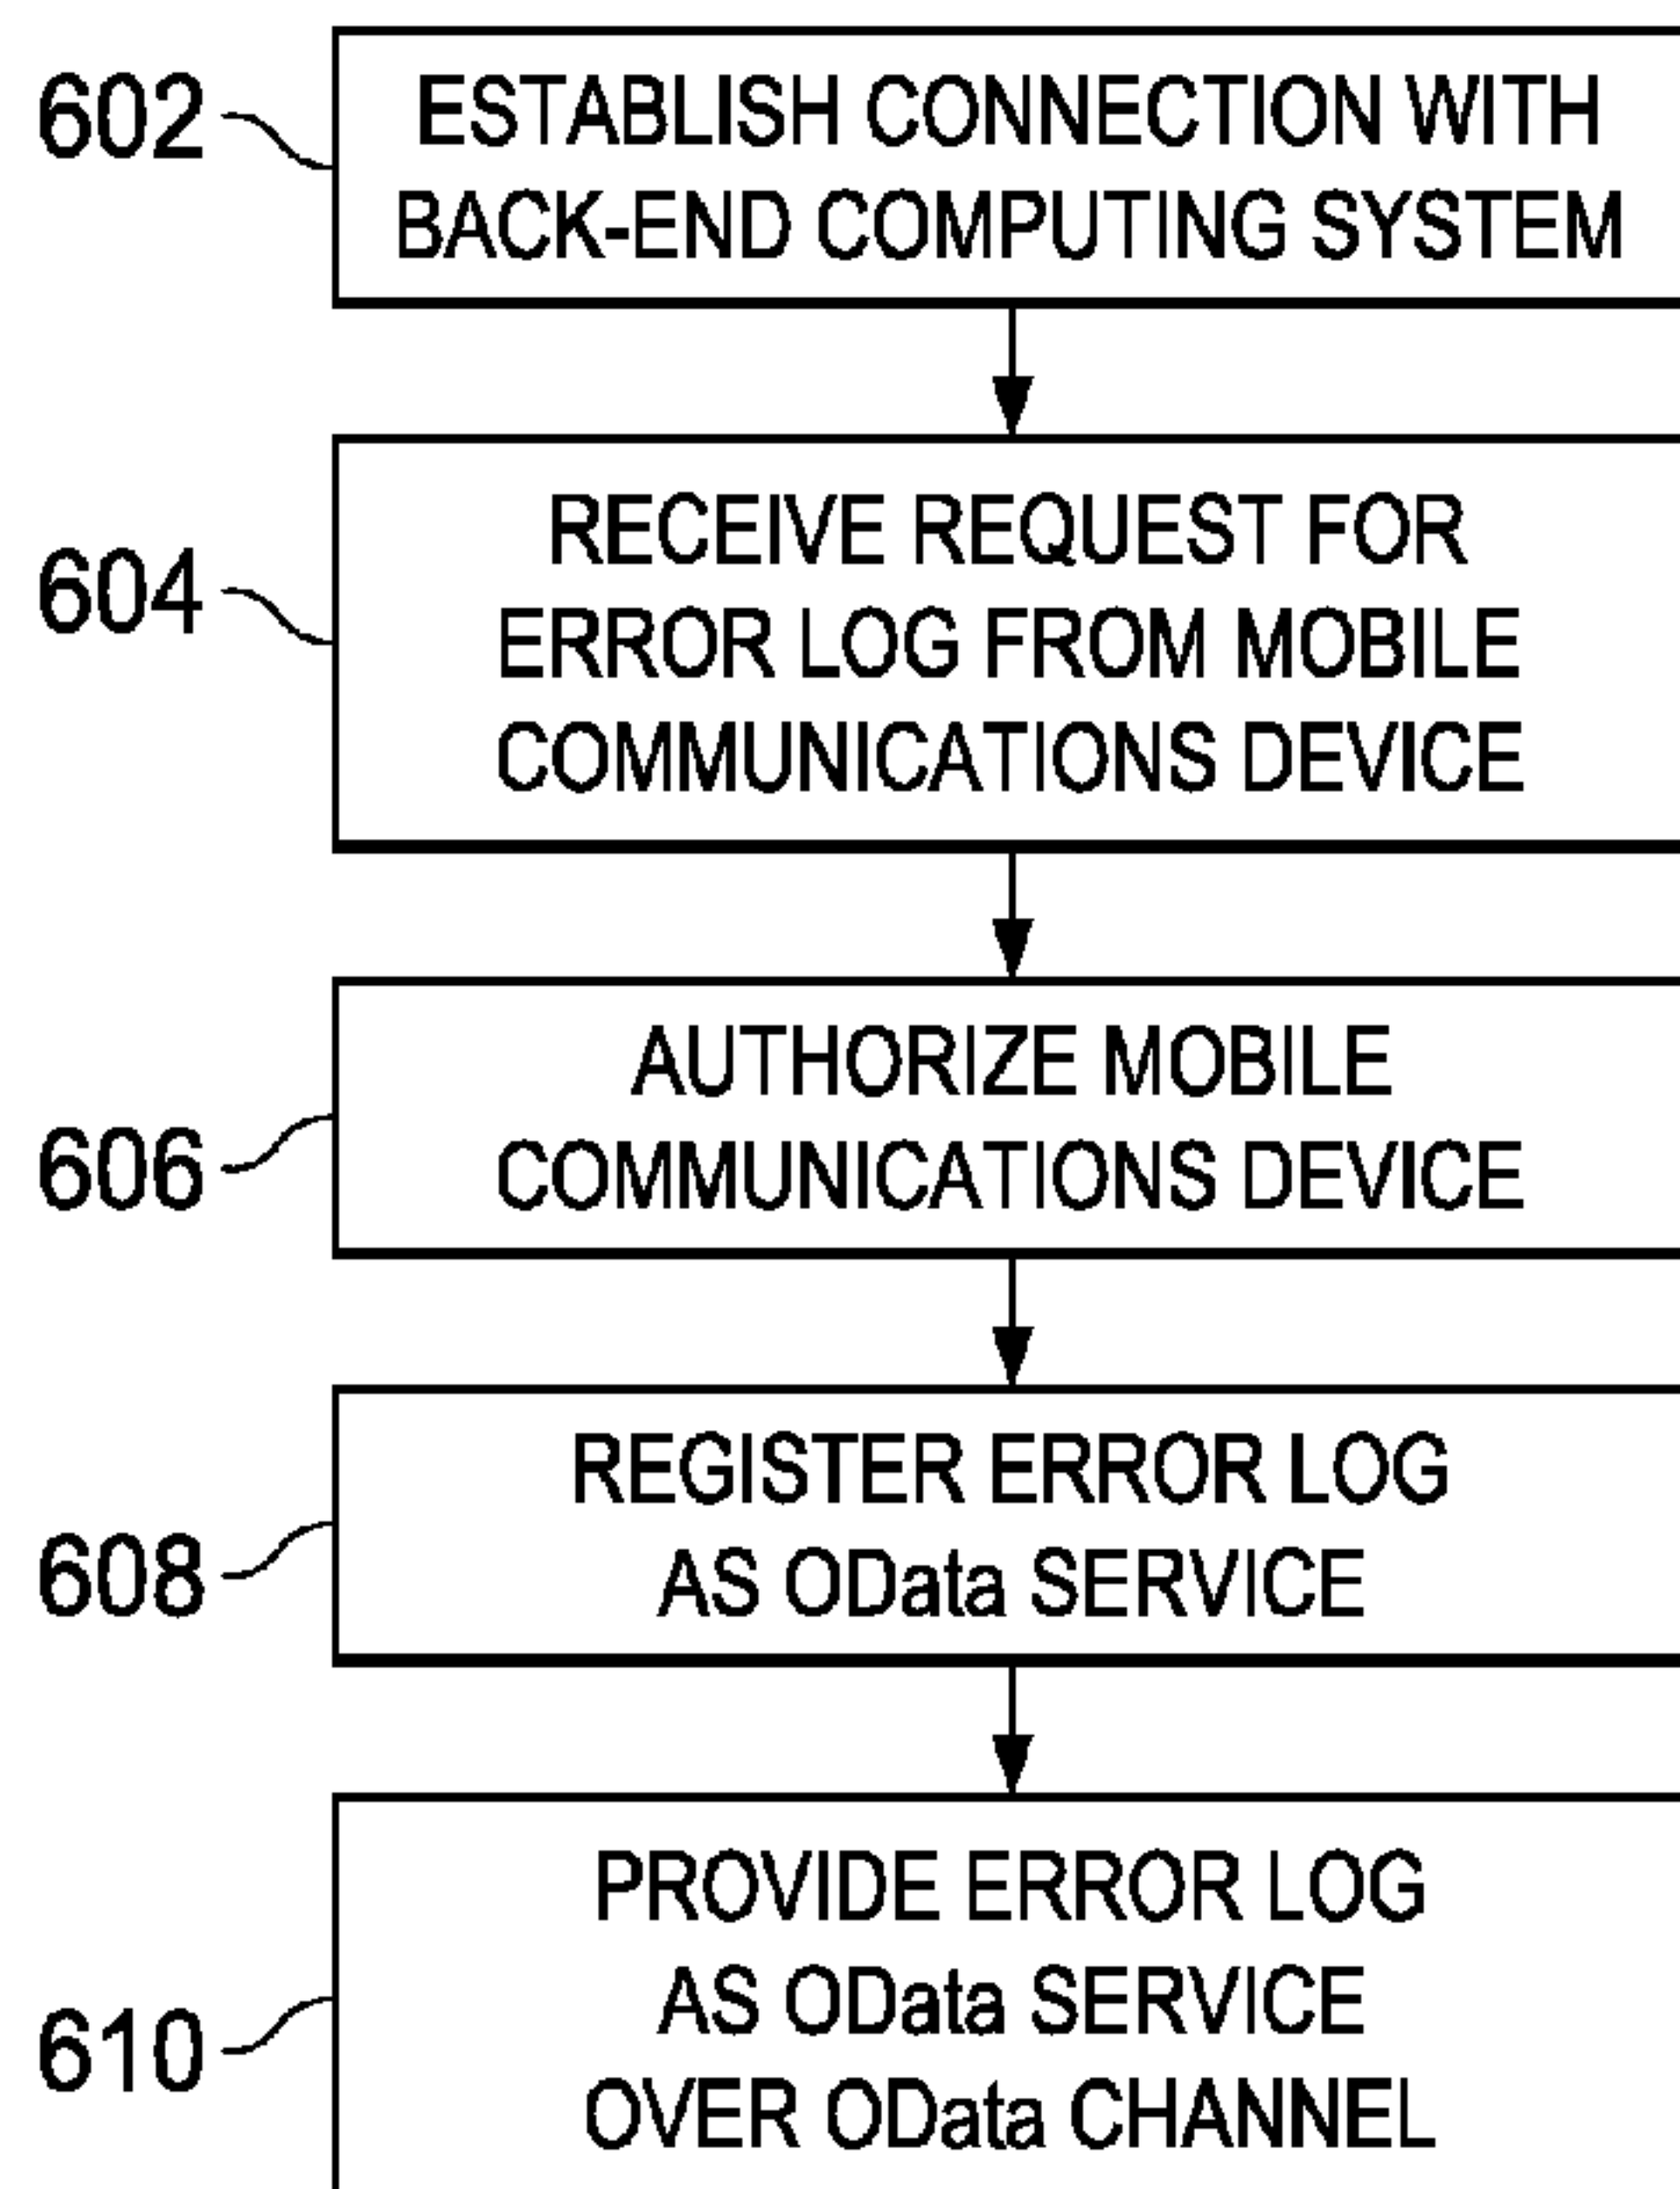 602
ESTABLISH CONNECTION WITH
BACK-END COMPUTING SYSTEM
604
RECEIVE REQUEST FOR
ERROR LOG FROM MOBILE
COMMUNICATIONS DEVICE
606
AUTHORIZE MOBILE
COMMUNICATIONS DEVICE
608
REGISTER ERROR LOG
AS OData SERVICE
610
PROVIDE ERROR LOG
AS OData SERVICE
OVER OData CHANNEL